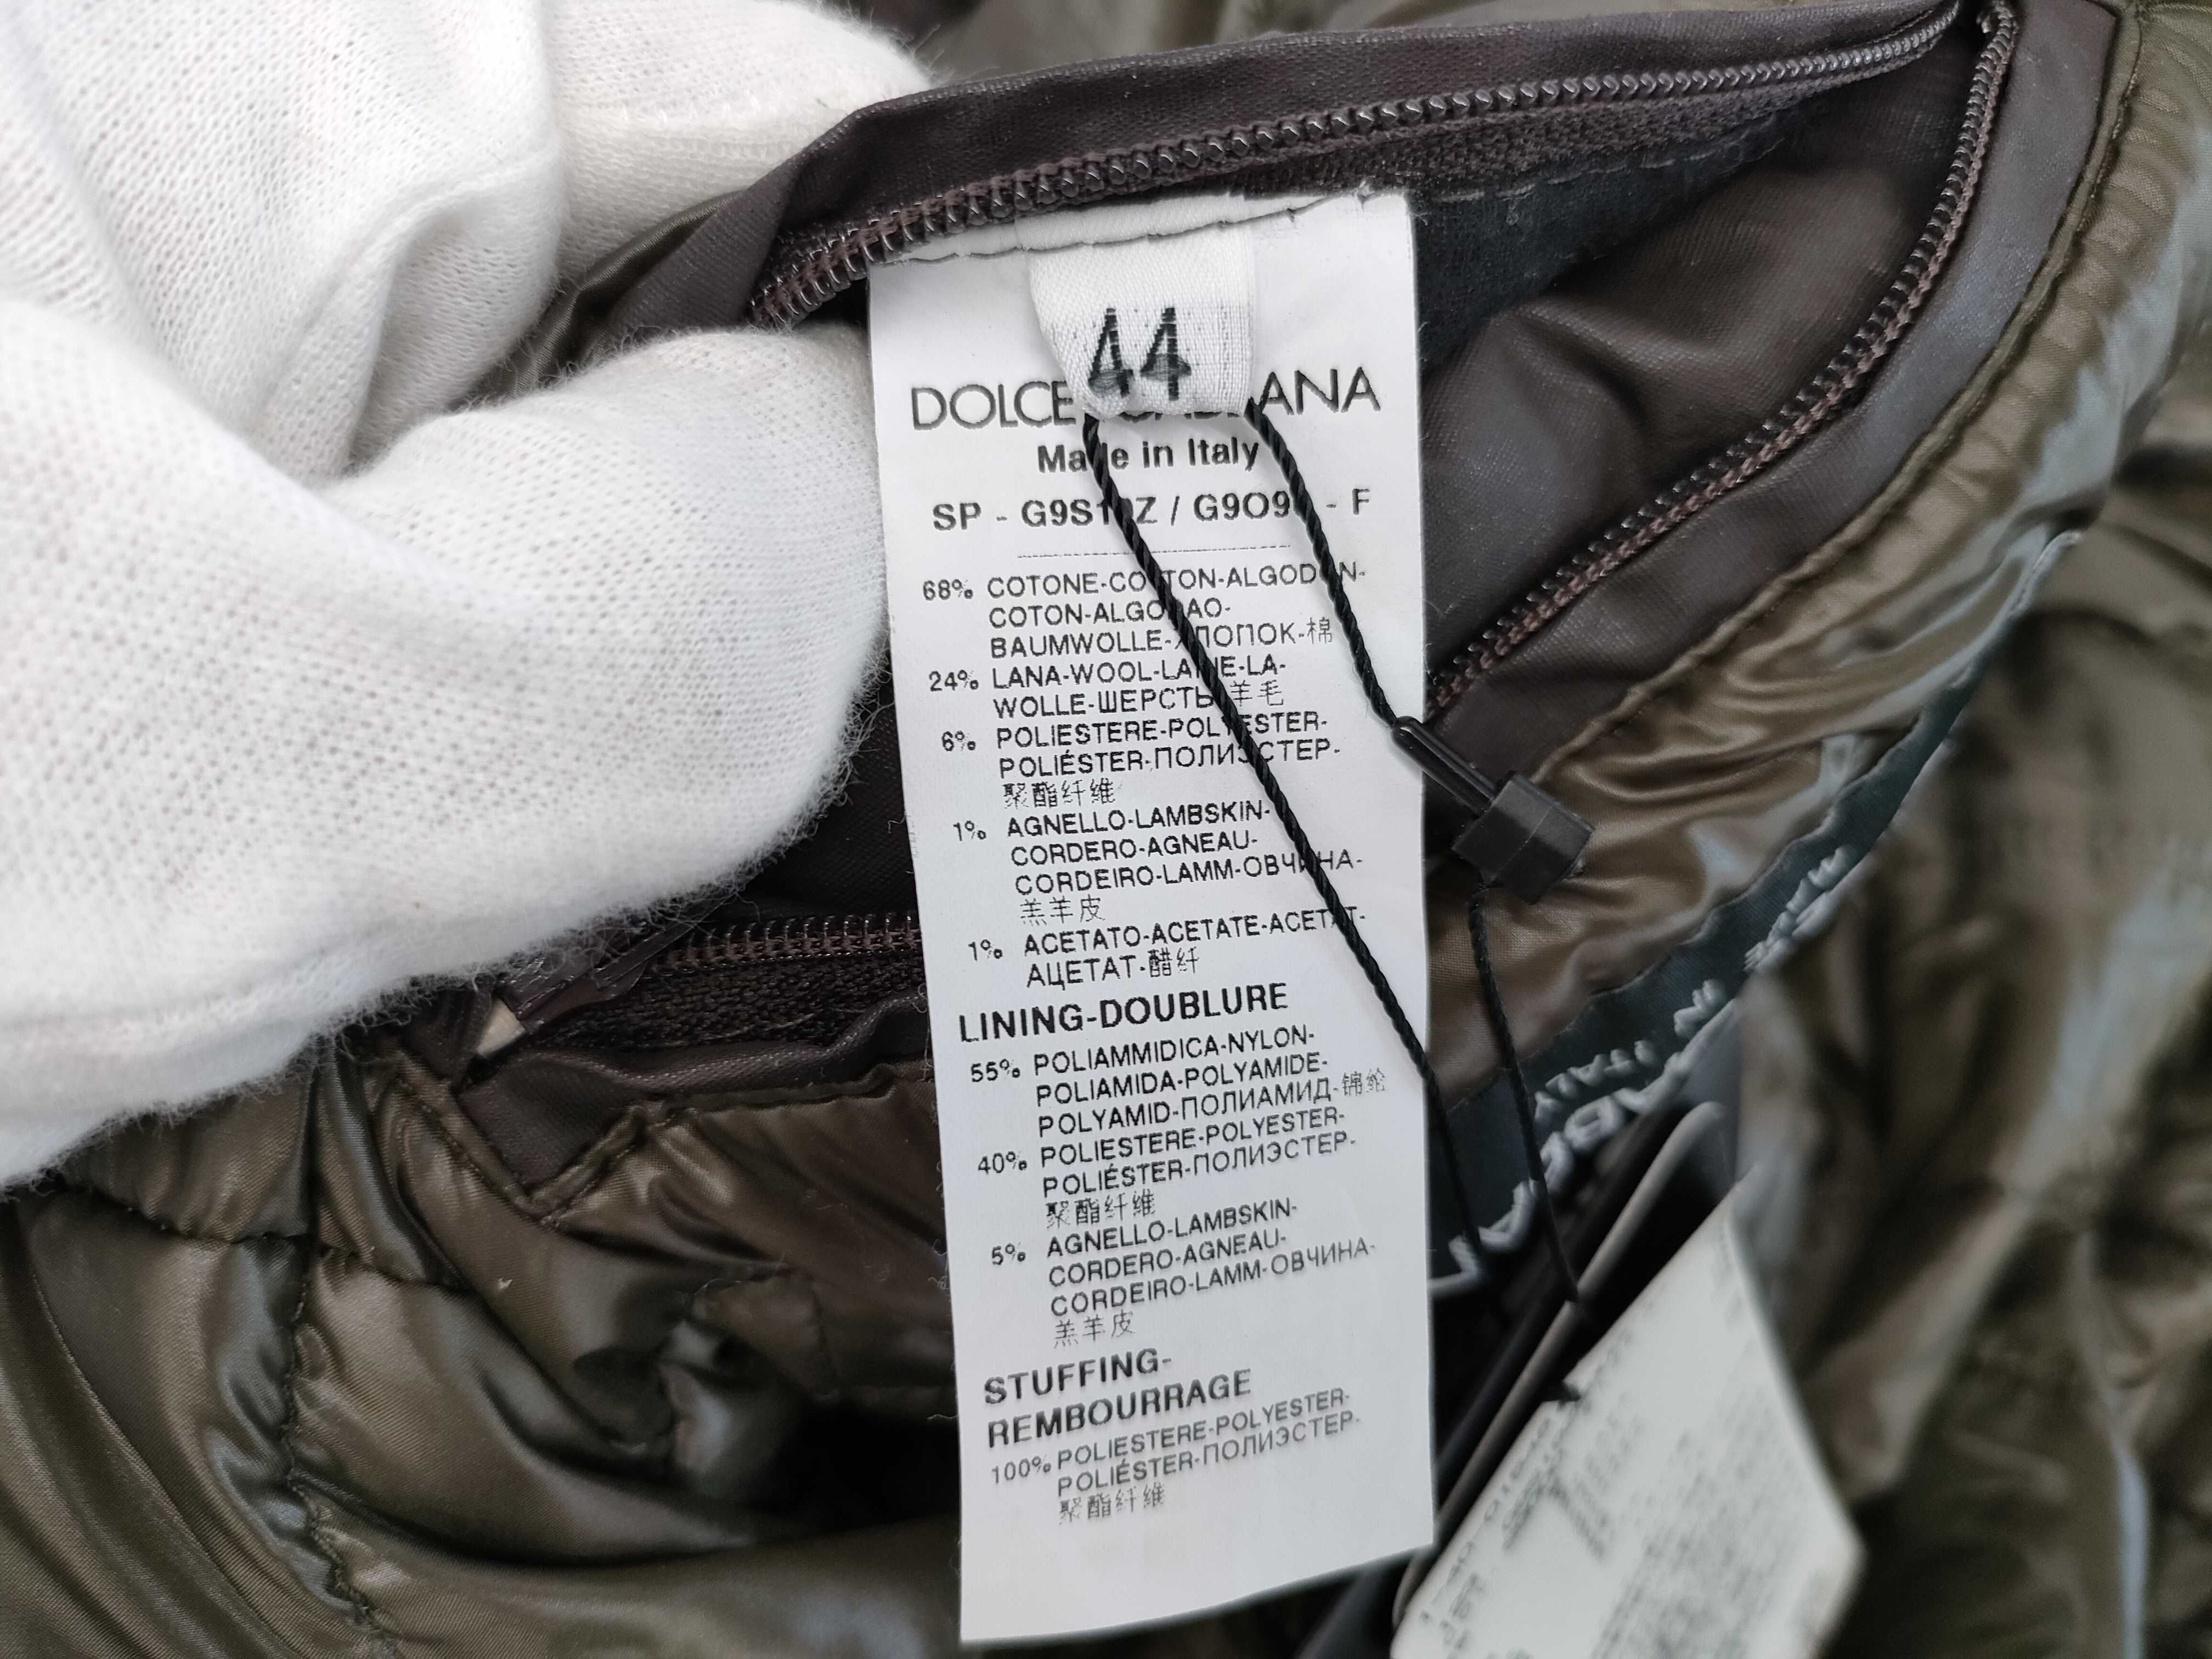 44
DOLCE
Made in Italy
SP - G9S1 Z / G9O9 - F
68% COTONE-COTTON-ALGODON-
COTON-ALGODAO-
BAUMWOLLE-ХЛОПОК-棉
24% LANA-WOOL-LAINE-LA-
WOLLE-ШЕРСТЬ-羊毛
6% POLIESTERE-POLYESTER-
POLIÉSTER-ПОЛИЭСТЕР-
聚酯纤维
1% AGNELLO-LAMBSKIN-
CORDERO-AGNEAU-
CORDEIRO-LAMM-ОВЧИНА-
羔羊皮
1% ACETATO-ACETATE-ACETAT-
АЦЕТАТ-醋纤
LINING-DOUBLURE
55% POLIAMMIDICA-NYLON-
POLIAMIDA-POLYAMIDE-
POLYAMID-ПОЛИАМИД-锦纶
40% POLIESTERE-POLYESTER-
POLIÉSTER-ПОЛИЭСТЕР-
聚酯纤维
5% AGNELLO-LAMBSKIN-
CORDERO-AGNEAU-
CORDEIRO-LAMM-ОВЧИНА-
羔羊皮
STUFFING-
REMBOURRAGE
100% POLIESTERE-POLYESTER-
POLIÉSTER-ПОЛИЭСТЕР-
聚酯纤维